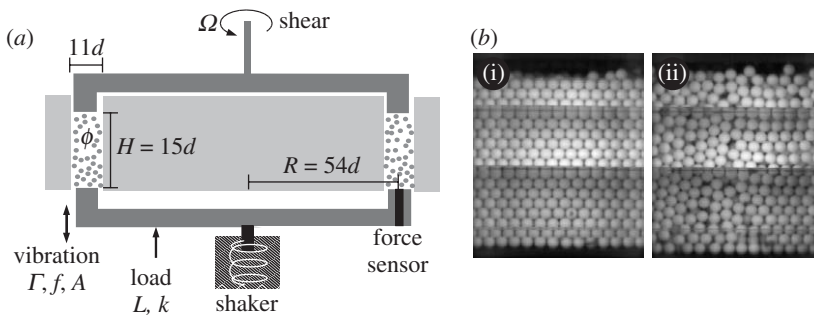 (a)
Ω
shear
11d
ϕ
H = 15d
R = 54d
vibration
Γ, f, A
load
L, k
shaker
force
sensor
(b)
(i)
(ii)